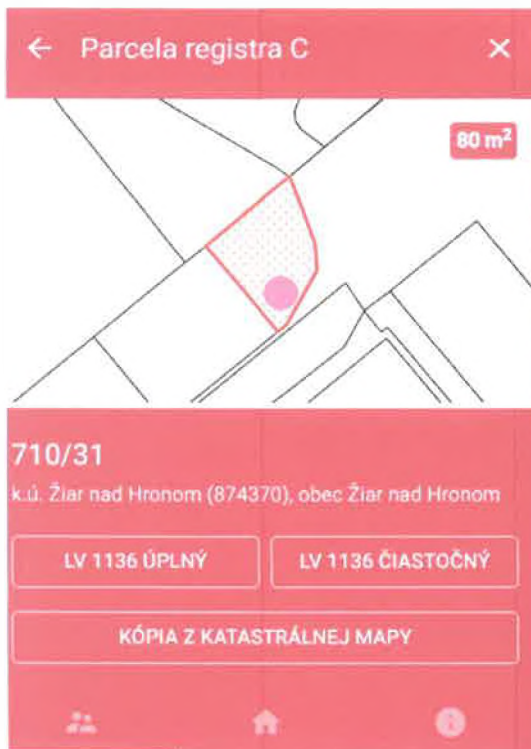 Parcela registra C
80 m²
710/31
k.ú. Žiar nad Hronom (874370), obec Žiar nad Hronom
LV 1136 ÚPLNÝ
LV 1136 ČIASTOČNÝ
KÓPIA Z KATASTRÁLNEJ MAPY